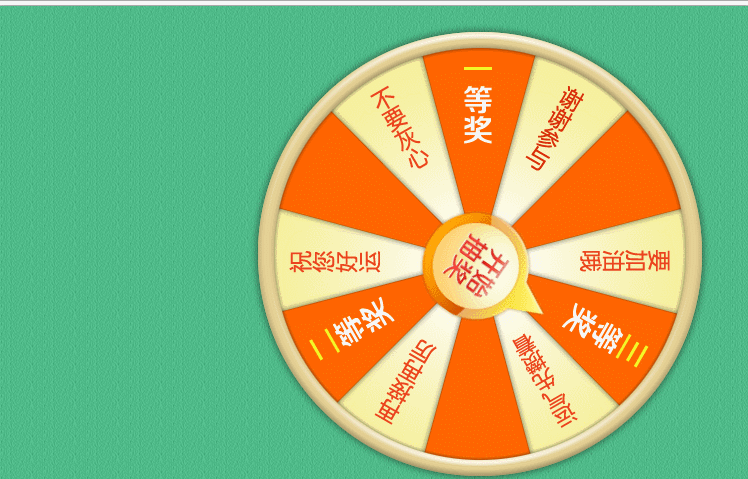 一等奖
谢谢参与
要加油哦
三等奖
运气先攒着
再接再厉
二等奖
祝您好运
不要灰心
开始
抽奖